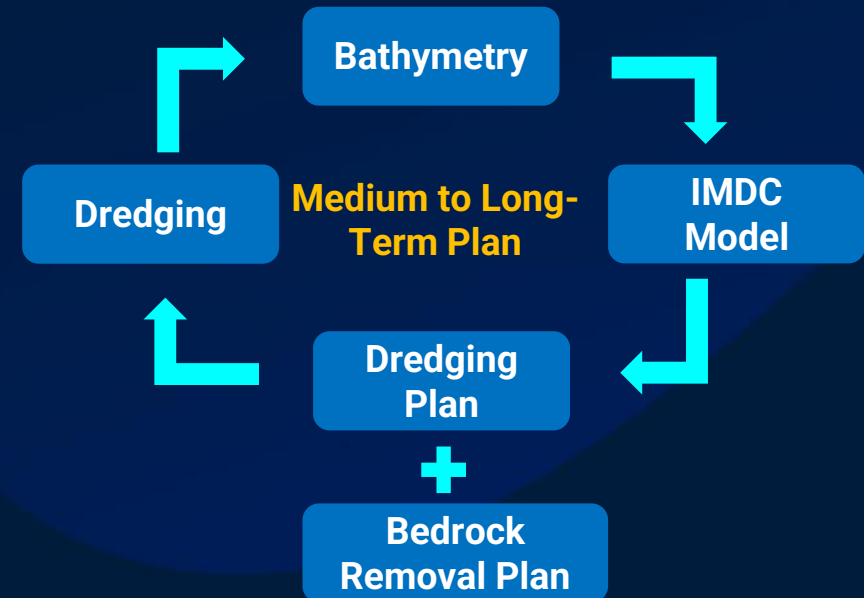 Bathymetry
Dredging
Medium to Long-
Term Plan
IMDC
Model
Dredging
Plan
Bedrock
Removal Plan